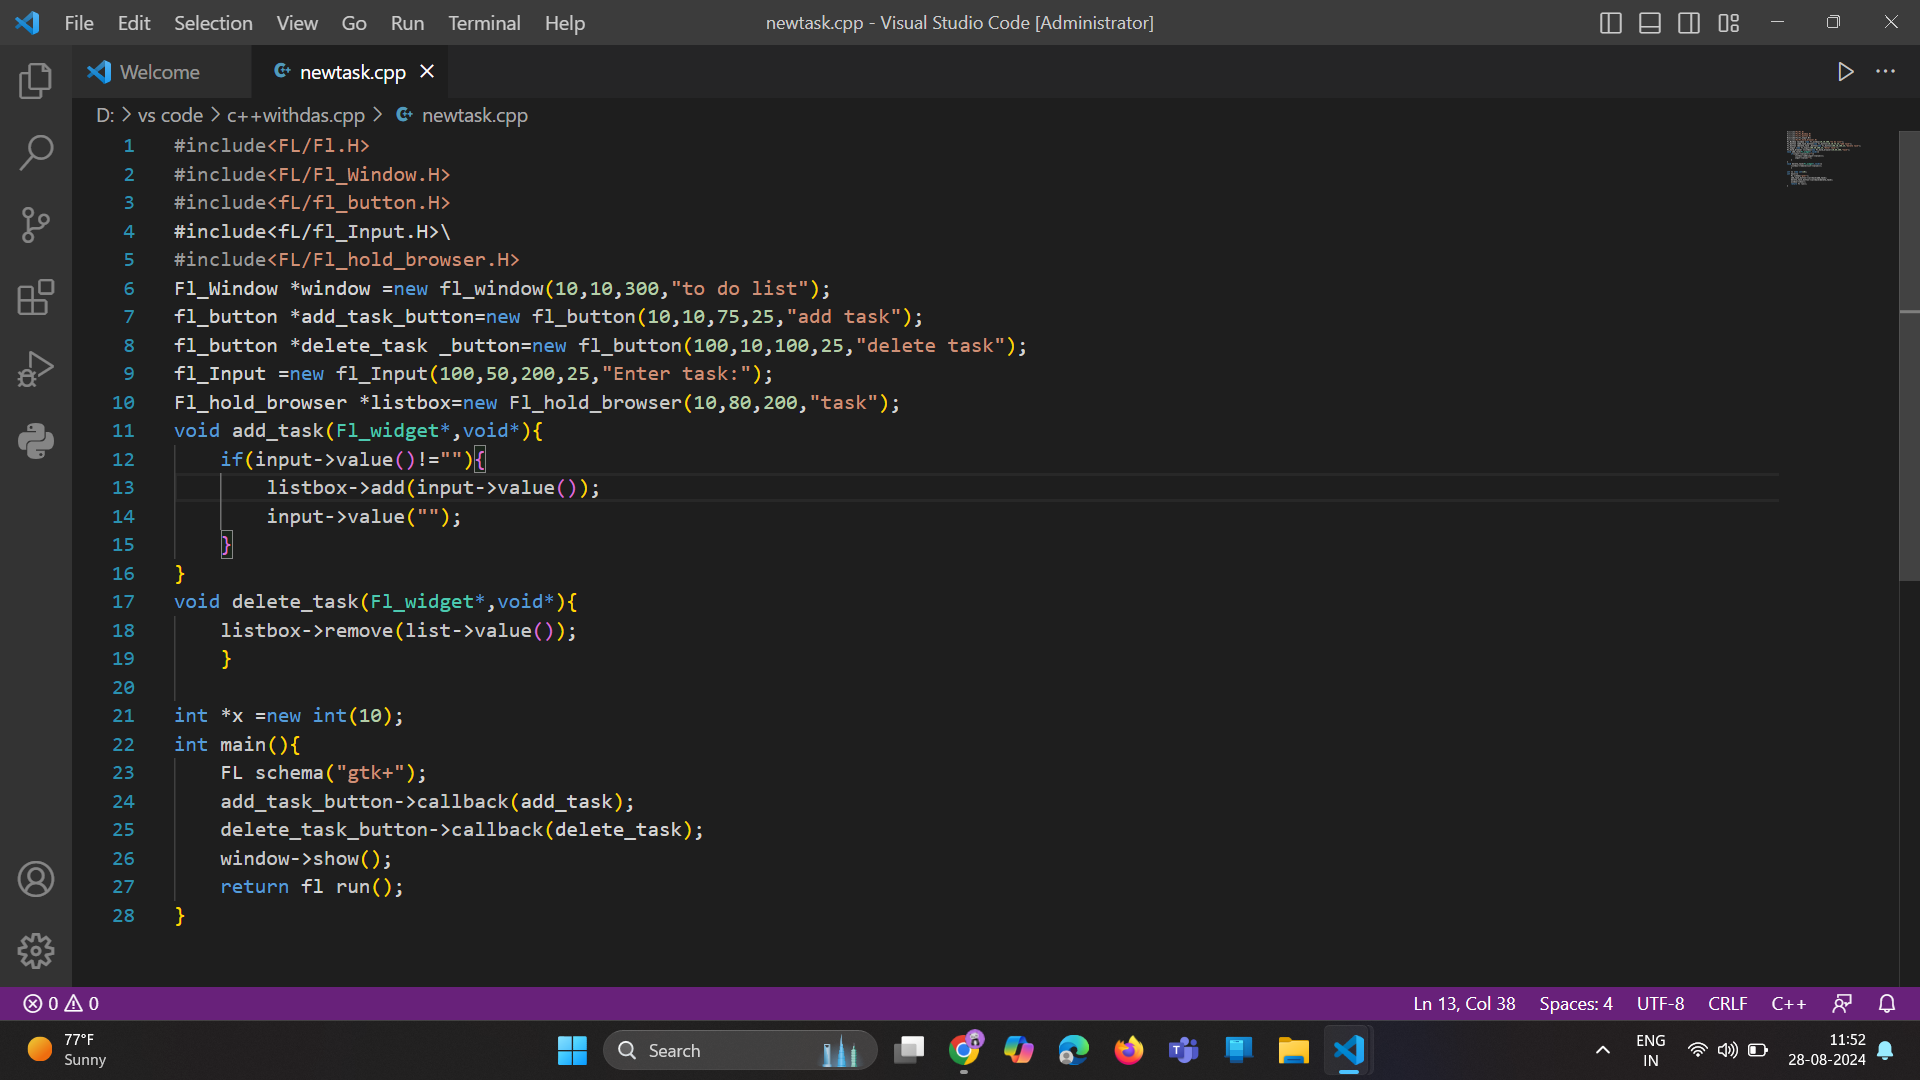 File Edit Selection View Go Run Terminal Help newtask.cpp - Visual Studio Code [Administrator]
Welcome newtask.cpp
D: > vs code > c++withdas.cpp > newtask.cpp
1 #include<FL/Fl.H>
2 #include<FL/Fl_Window.H>
3 #include<fL/fl_button.H>
4 #include<fL/fl_Input.H>\
5 #include<FL/Fl_hold_browser.H>
6 Fl_Window *window =new fl_window(10,10,300,"to do list");
7 fl_button *add_task_button=new fl_button(10,10,75,25,"add task");
8 fl_button *delete_task _button=new fl_button(100,10,100,25,"delete task");
9 fl_Input =new fl_Input(100,50,200,25,"Enter task:");
10 Fl_hold_browser *listbox=new Fl_hold_browser(10,80,200,"task");
11 void add_task(Fl_widget*,void*){
12     if(input->value()!=""){
13         listbox->add(input->value());
14         input->value("");
15     }
16 }
17 void delete_task(Fl_widget*,void*){
18     listbox->remove(list->value());
19     }
20
21 int *x =new int(10);
22 int main(){
23     FL schema("gtk+");
24     add_task_button->callback(add_task);
25     delete_task_button->callback(delete_task);
26     window->show();
27     return fl run();
28 }
0 0 Ln 13, Col 38 Spaces: 4 UTF-8 CRLF C++
77°F
Sunny
Search
ENG
IN
11:52
28-08-2024